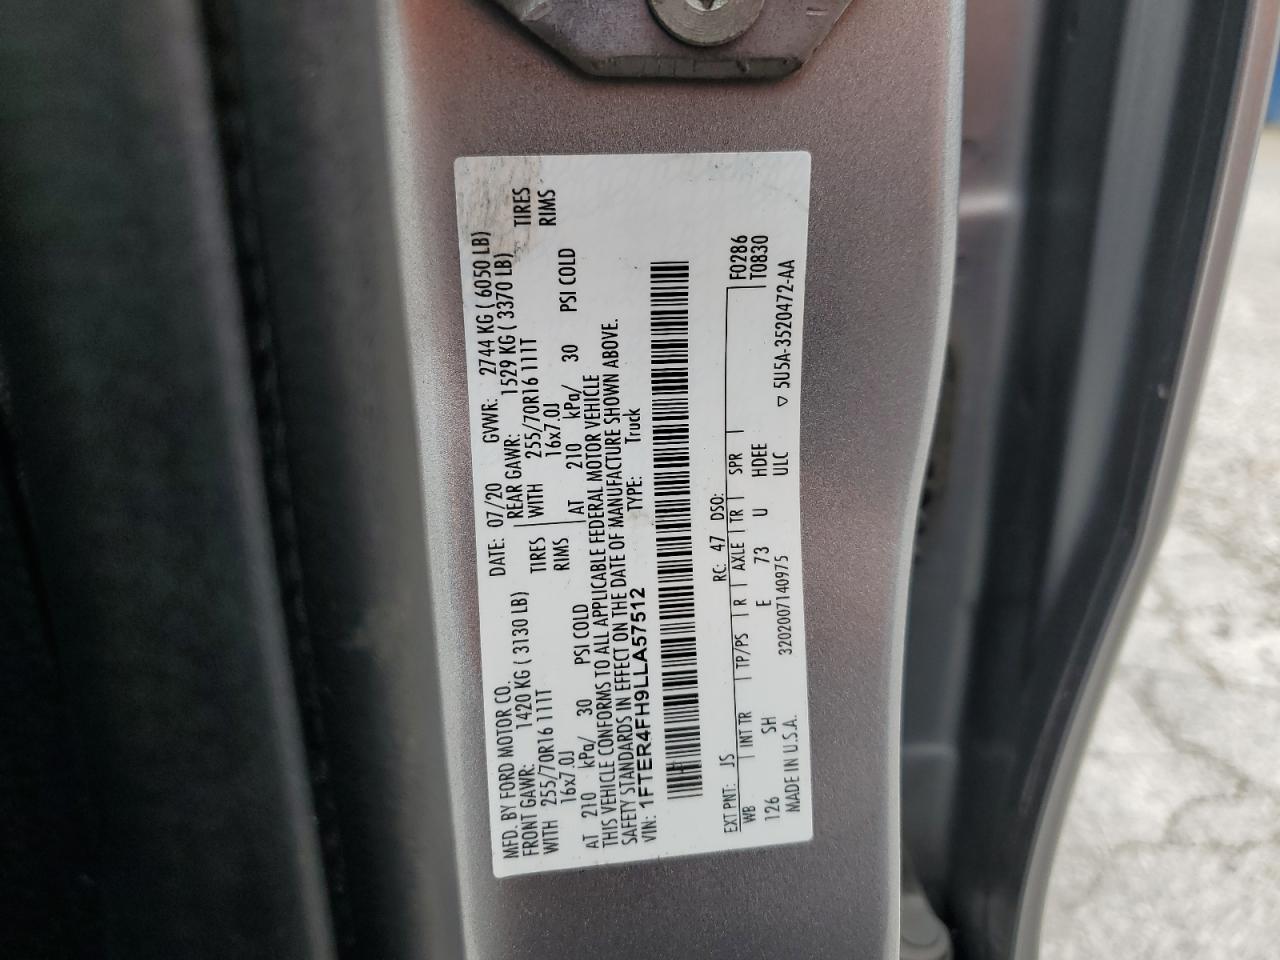 MFD. BY FORD MOTOR CO. DATE: 07/20 GVWR: 2744 KG ( 6050 LB)
FRONT GAWR: 1420 KG ( 3130 LB) REAR GAWR: 1529 KG ( 3370 LB)
WITH 255/70R16 111T TIRES WITH 255/70R16 111T TIRES
16x7.0J RIMS 16x7.0J RIMS
AT 210 kPa/ 30 PSI COLD AT 210 kPa/ 30 PSI COLD
THIS VEHICLE CONFORMS TO ALL APPLICABLE FEDERAL MOTOR VEHICLE
SAFETY STANDARDS IN EFFECT ON THE DATE OF MANUFACTURE SHOWN ABOVE.
VIN: 1FTER4FH9LLA57512 TYPE: Truck
EXT PNT: JS RC: 47 DSO: F0286
WB INT TR TP/PS R AXLE TR SPR T0830
126 SH E 73 U HDEE
MADE IN U.S.A. 3202007140975 ULC ▽ 5U5A-3520472-AA